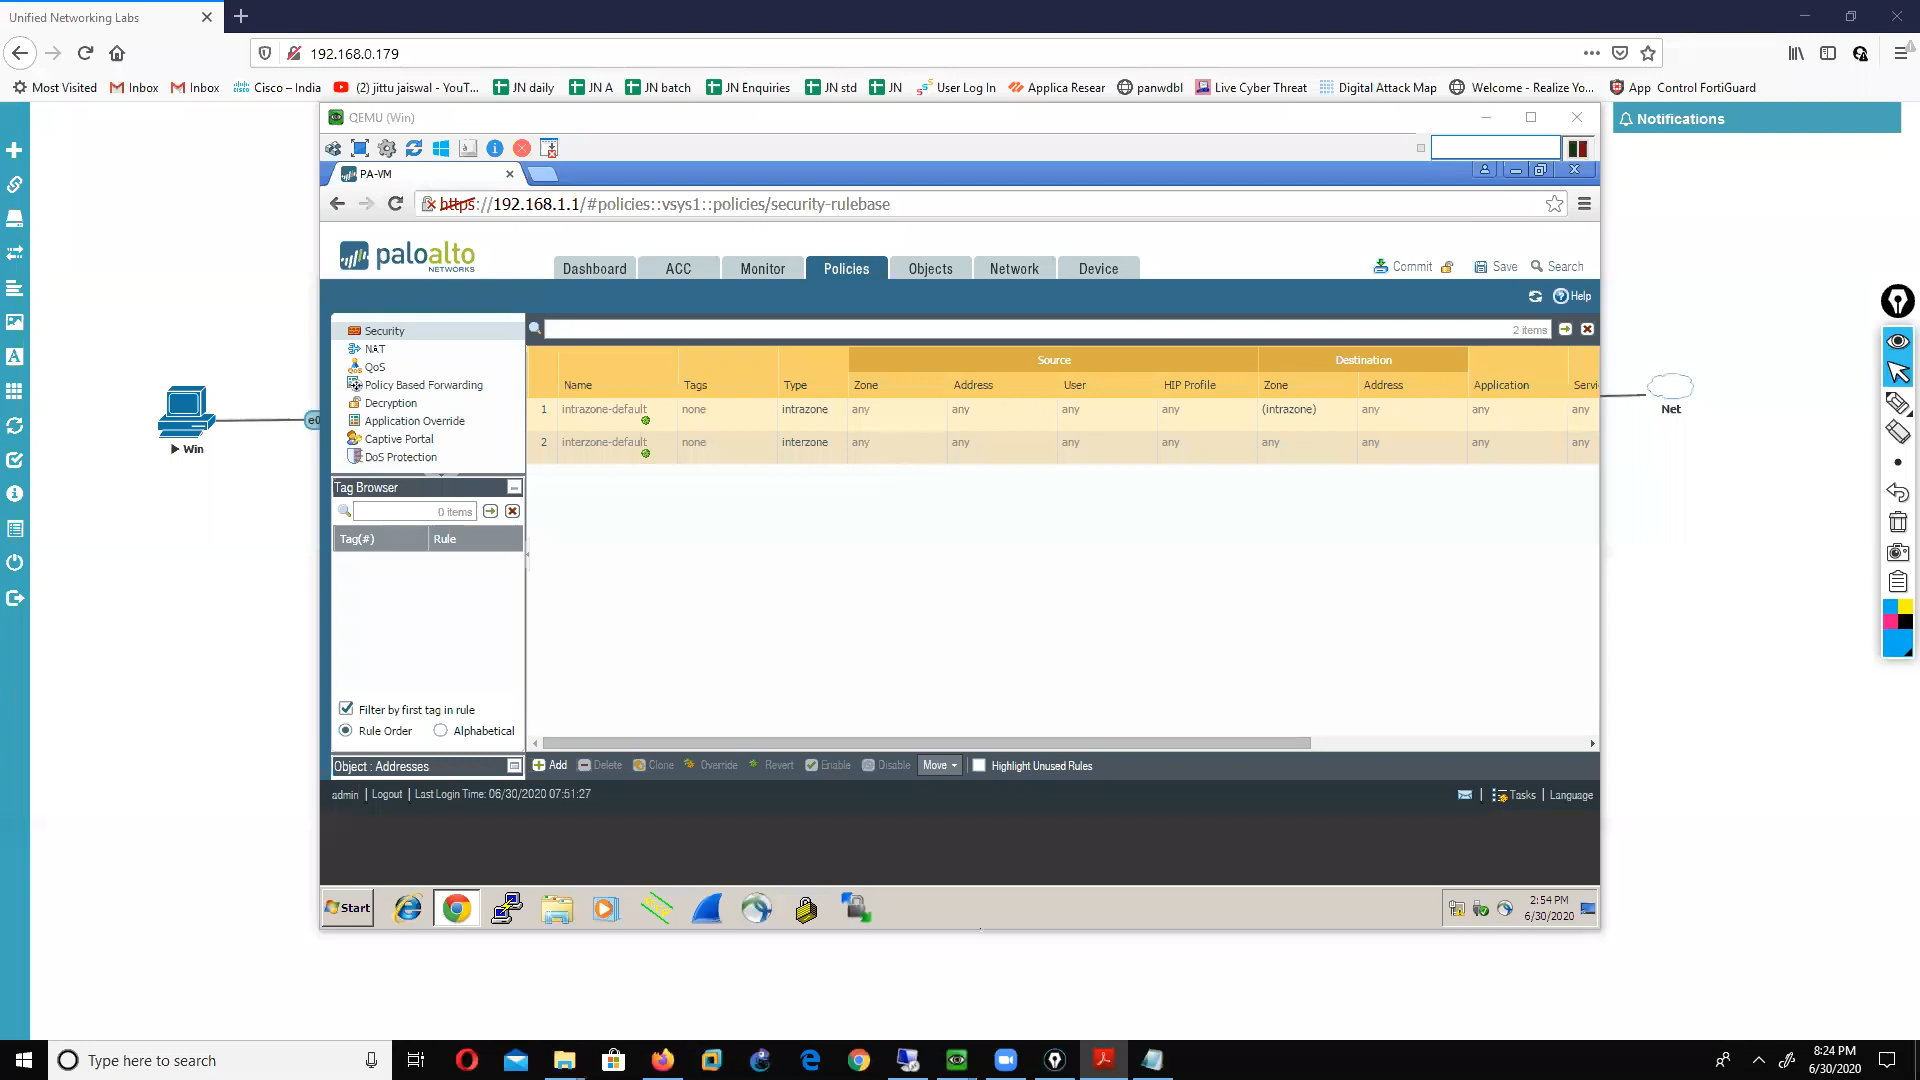 Unified Networking Labs
192.168.0.179
Most Visited Inbox Inbox Cisco – India (2) jittu jaiswal - YouT... JN daily JN A JN batch JN Enquiries JN std JN User Log In Applica Resear panwdbl Live Cyber Threat Digital Attack Map Welcome - Realize Yo... App Control FortiGuard
QEMU (Win)
Notifications
PA-VM
https://192.168.1.1/#policies::vsys1::policies/security-rulebase
paloalto
NETWORKS
Dashboard ACC Monitor Policies Objects Network Device
Commit Save Search
Help
Security
NAT
QoS
Policy Based Forwarding
Decryption
Application Override
Captive Portal
DoS Protection
2 items
Source Destination
Name Tags Type Zone Address User HIP Profile Zone Address Application Servi
1 intrazone-default none intrazone any any any any (intrazone) any any any
2 interzone-default none interzone any any any any any any any any
e0
Win
Net
Tag Browser
0 items
Tag(#) Rule
Filter by first tag in rule
Rule Order Alphabetical
Object : Addresses
Add Delete Clone Override Revert Enable Disable Move Highlight Unused Rules
admin | Logout | Last Login Time: 06/30/2020 07:51:27
Tasks | Language
Start
2:54 PM
6/30/2020
Type here to search
8:24 PM
6/30/2020